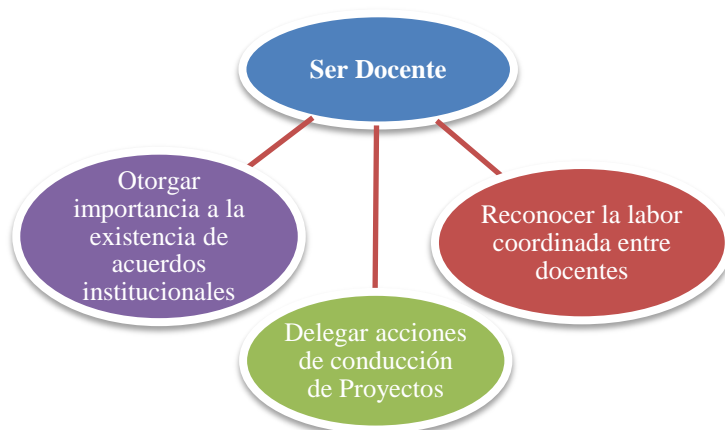 Ser Docente
Otorgar
importancia a la
existencia de
acuerdos
institucionales
Reconocer la labor
coordinada entre
docentes
Delegar acciones
de conducción
de Proyectos